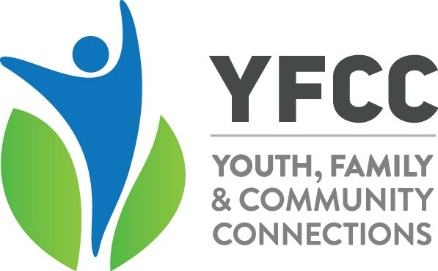 YFCC
YOUTH, FAMILY
& COMMUNITY
CONNECTIONS